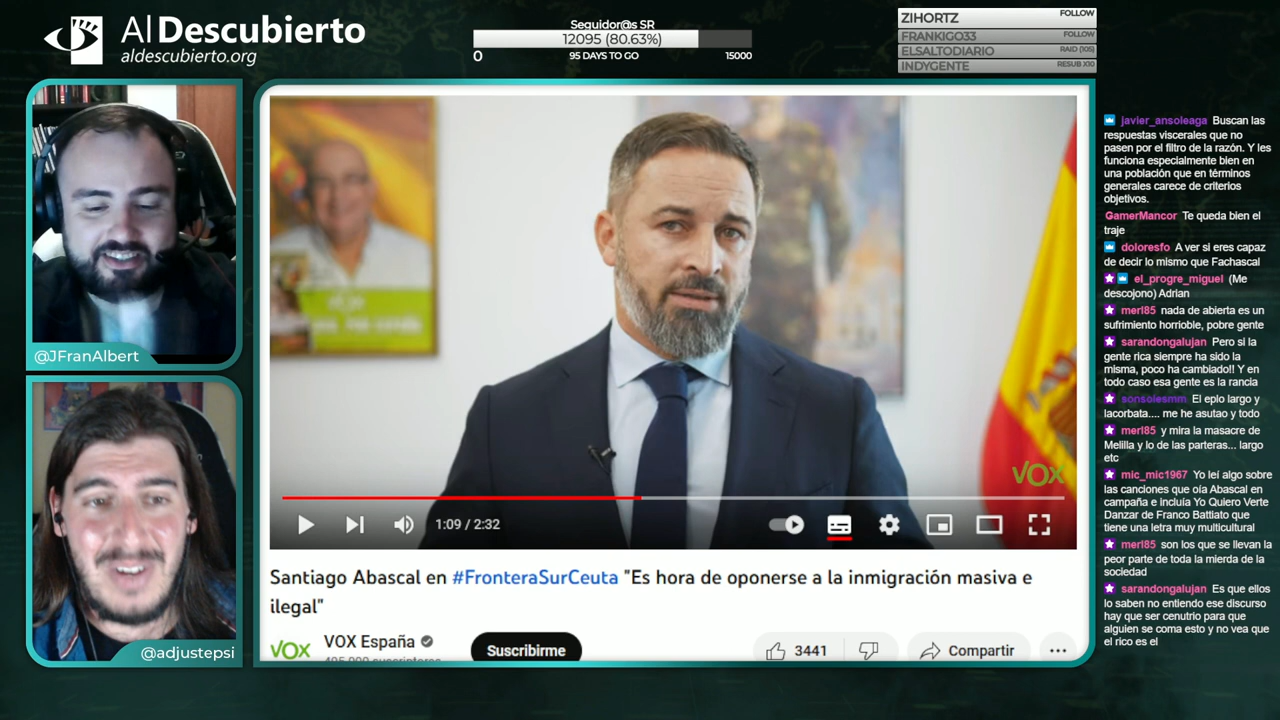 Al Descubierto
aldescubierto.org
Seguidor@s SR
12095 (80.63%)
0
95 DAYS TO GO
15000
ZIHORTZ FOLLOW
FRANKIGO33 FOLLOW
ELSALTODIARIO RAID (105)
INDYGENTE RESUB X10
@JFranAlbert
@adjustepsi
VOX
VOX
1:09 / 2:32
Santiago Abascal en #FronteraSurCeuta "Es hora de oponerse a la inmigración masiva e
ilegal"
VOX
VOX España
Suscribirme
3441
Compartir
javier_ansoleaga Buscan las
respuestas viscerales que no
pasen por el filtro de la razón. Y les
funciona especialmente bien en
una población que en términos
generales carece de criterios
objetivos.
GamerMancor Te queda bien el
traje
doloresfo A ver si eres capaz
de decir lo mismo que Fachascal
el_progre_miguel (Me
descojono) Adrian
merl85 nada de abierta es un
sufrimiento horrioble, pobre gente
sarandongalujan Pero si la
gente rica siempre ha sido la
misma, poco ha cambiado!! Y en
todo caso esa gente es la rancia
sonsolesmm El eplo largo y
lacorbata.... me he asutao y todo
merl85 y mira la masacre de
Melilla y lo de las parteras... largo
etc
mic_mic1967 Yo leí algo sobre
las canciones que oía Abascal en
campaña e incluía Yo Quiero Verte
Danzar de Franco Battiato que
tiene una letra muy multicultural
merl85 son los que se llevan la
peor parte de toda la mierda de la
sociedad
sarandongalujan Es que ellos
lo saben no entiendo ese discurso
hay que ser cenutrio para que
alguien se coma esto y no vea que
el rico es el